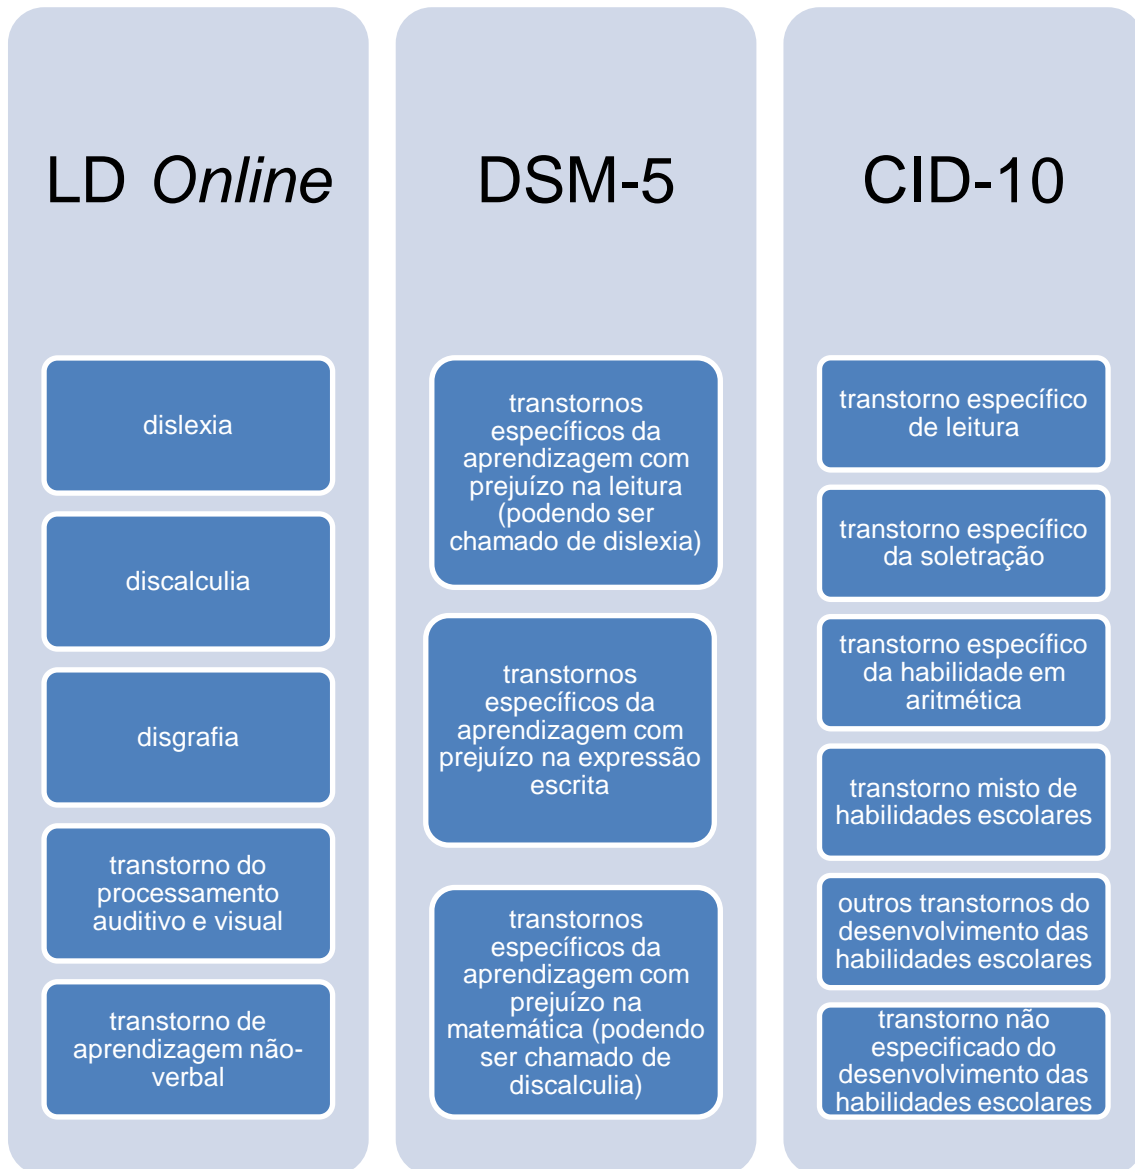 LD Online
dislexia
discalculia
disgrafia
transtorno do
processamento
auditivo e visual
transtorno de
aprendizagem não-
verbal
DSM-5
transtornos
específicos da
aprendizagem com
prejuízo na leitura
(podendo ser
chamado de dislexia)
transtornos
específicos da
aprendizagem com
prejuízo na expressão
escrita
transtornos
específicos da
aprendizagem com
prejuízo na
matemática (podendo
ser chamado de
discalculia)
CID-10
transtorno específico
de leitura
transtorno específico
da soletração
transtorno específico
da habilidade em
aritmética
transtorno misto de
habilidades escolares
outros transtornos do
desenvolvimento das
habilidades escolares
transtorno não
especificado do
desenvolvimento das
habilidades escolares